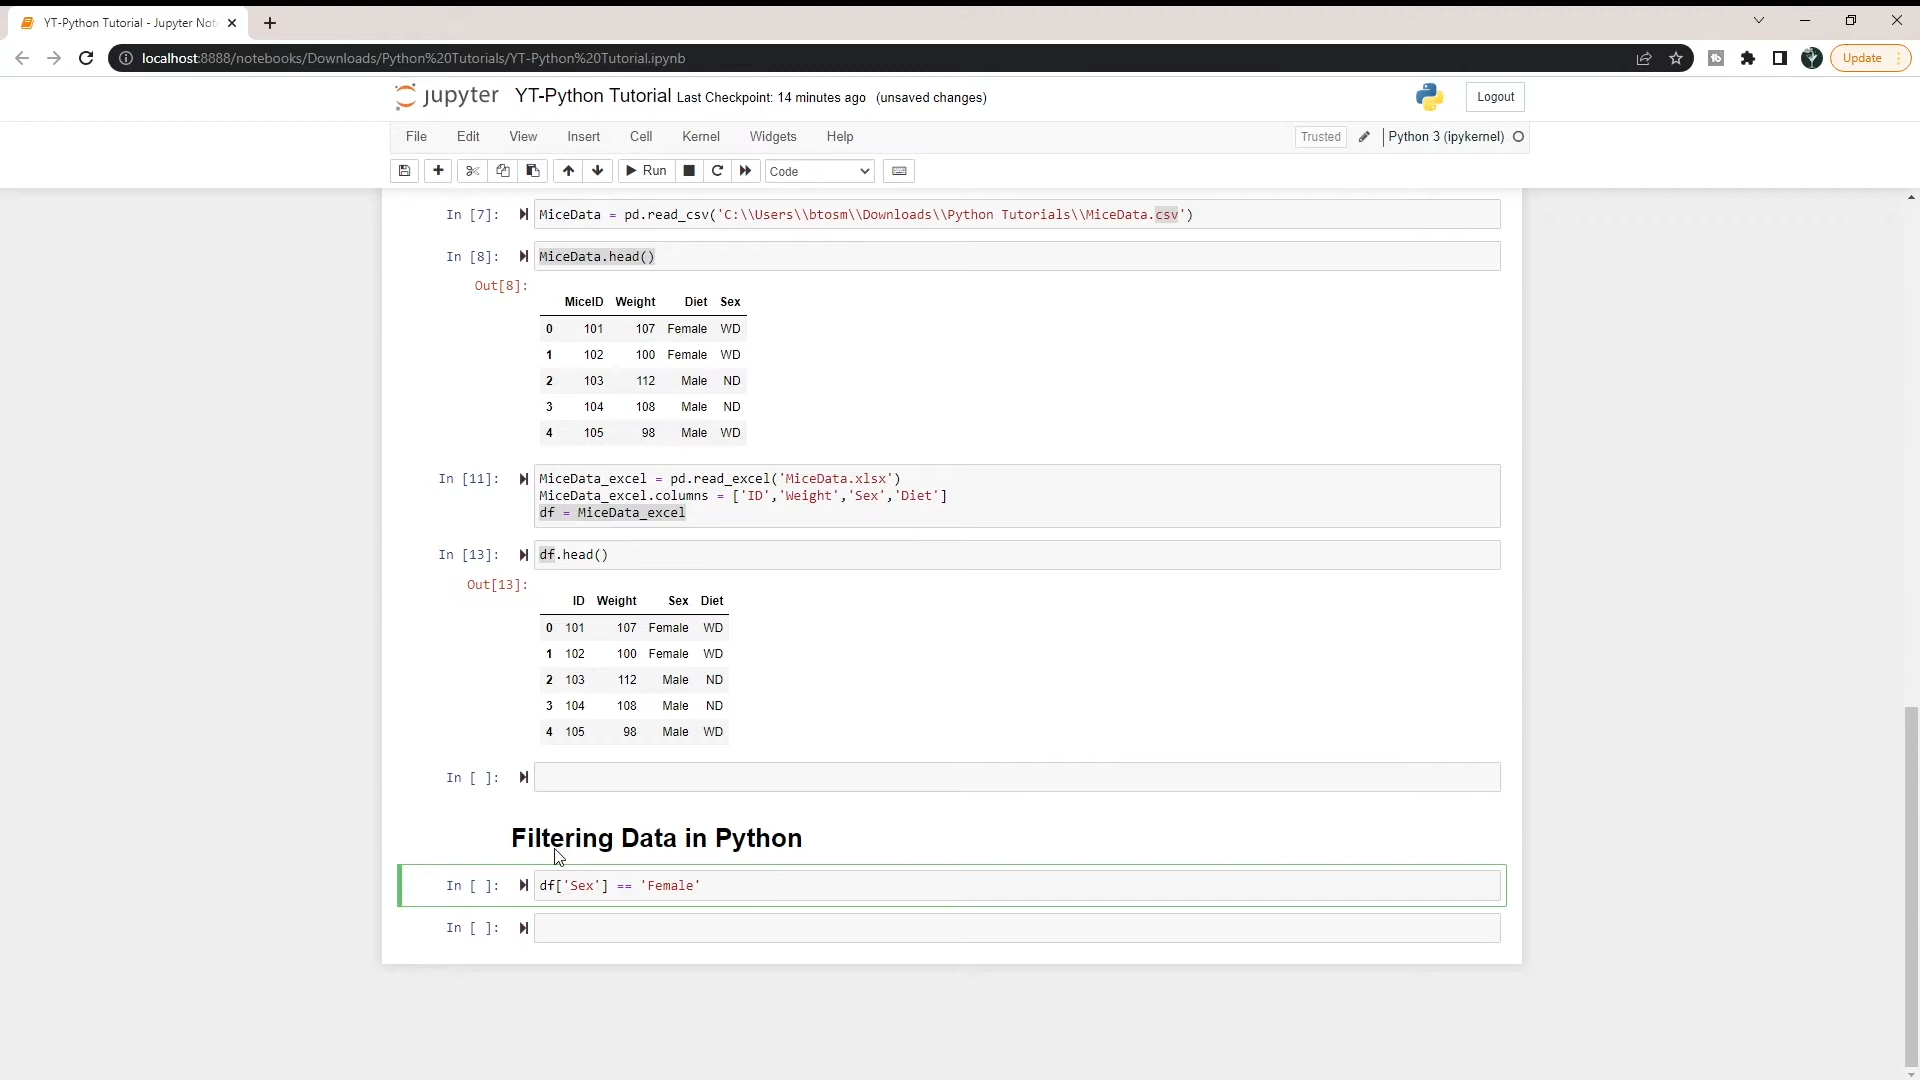 YT-Python Tutorial - Jupyter Not
localhost:8888/notebooks/Downloads/Python%20Tutorials/YT-Python%20Tutorial.ipynb
Update
jupyter YT-Python Tutorial Last Checkpoint: 14 minutes ago (unsaved changes)
Logout
File Edit View Insert Cell Kernel Widgets Help
Trusted Python 3 (ipykernel)
Run Code
In [7]: MiceData = pd.read_csv('C:\\Users\\btosm\\Downloads\\Python Tutorials\\MiceData.csv')
In [8]: MiceData.head()
Out[8]:
MiceID Weight Diet Sex
0 101 107 Female WD
1 102 100 Female WD
2 103 112 Male ND
3 104 108 Male ND
4 105 98 Male WD
In [11]: MiceData_excel = pd.read_excel('MiceData.xlsx')
MiceData_excel.columns = ['ID','Weight','Sex','Diet']
df = MiceData_excel
In [13]: df.head()
Out[13]:
ID Weight Sex Diet
0 101 107 Female WD
1 102 100 Female WD
2 103 112 Male ND
3 104 108 Male ND
4 105 98 Male WD
In [ ]:
Filtering Data in Python
In [ ]: df['Sex'] == 'Female'
In [ ]: